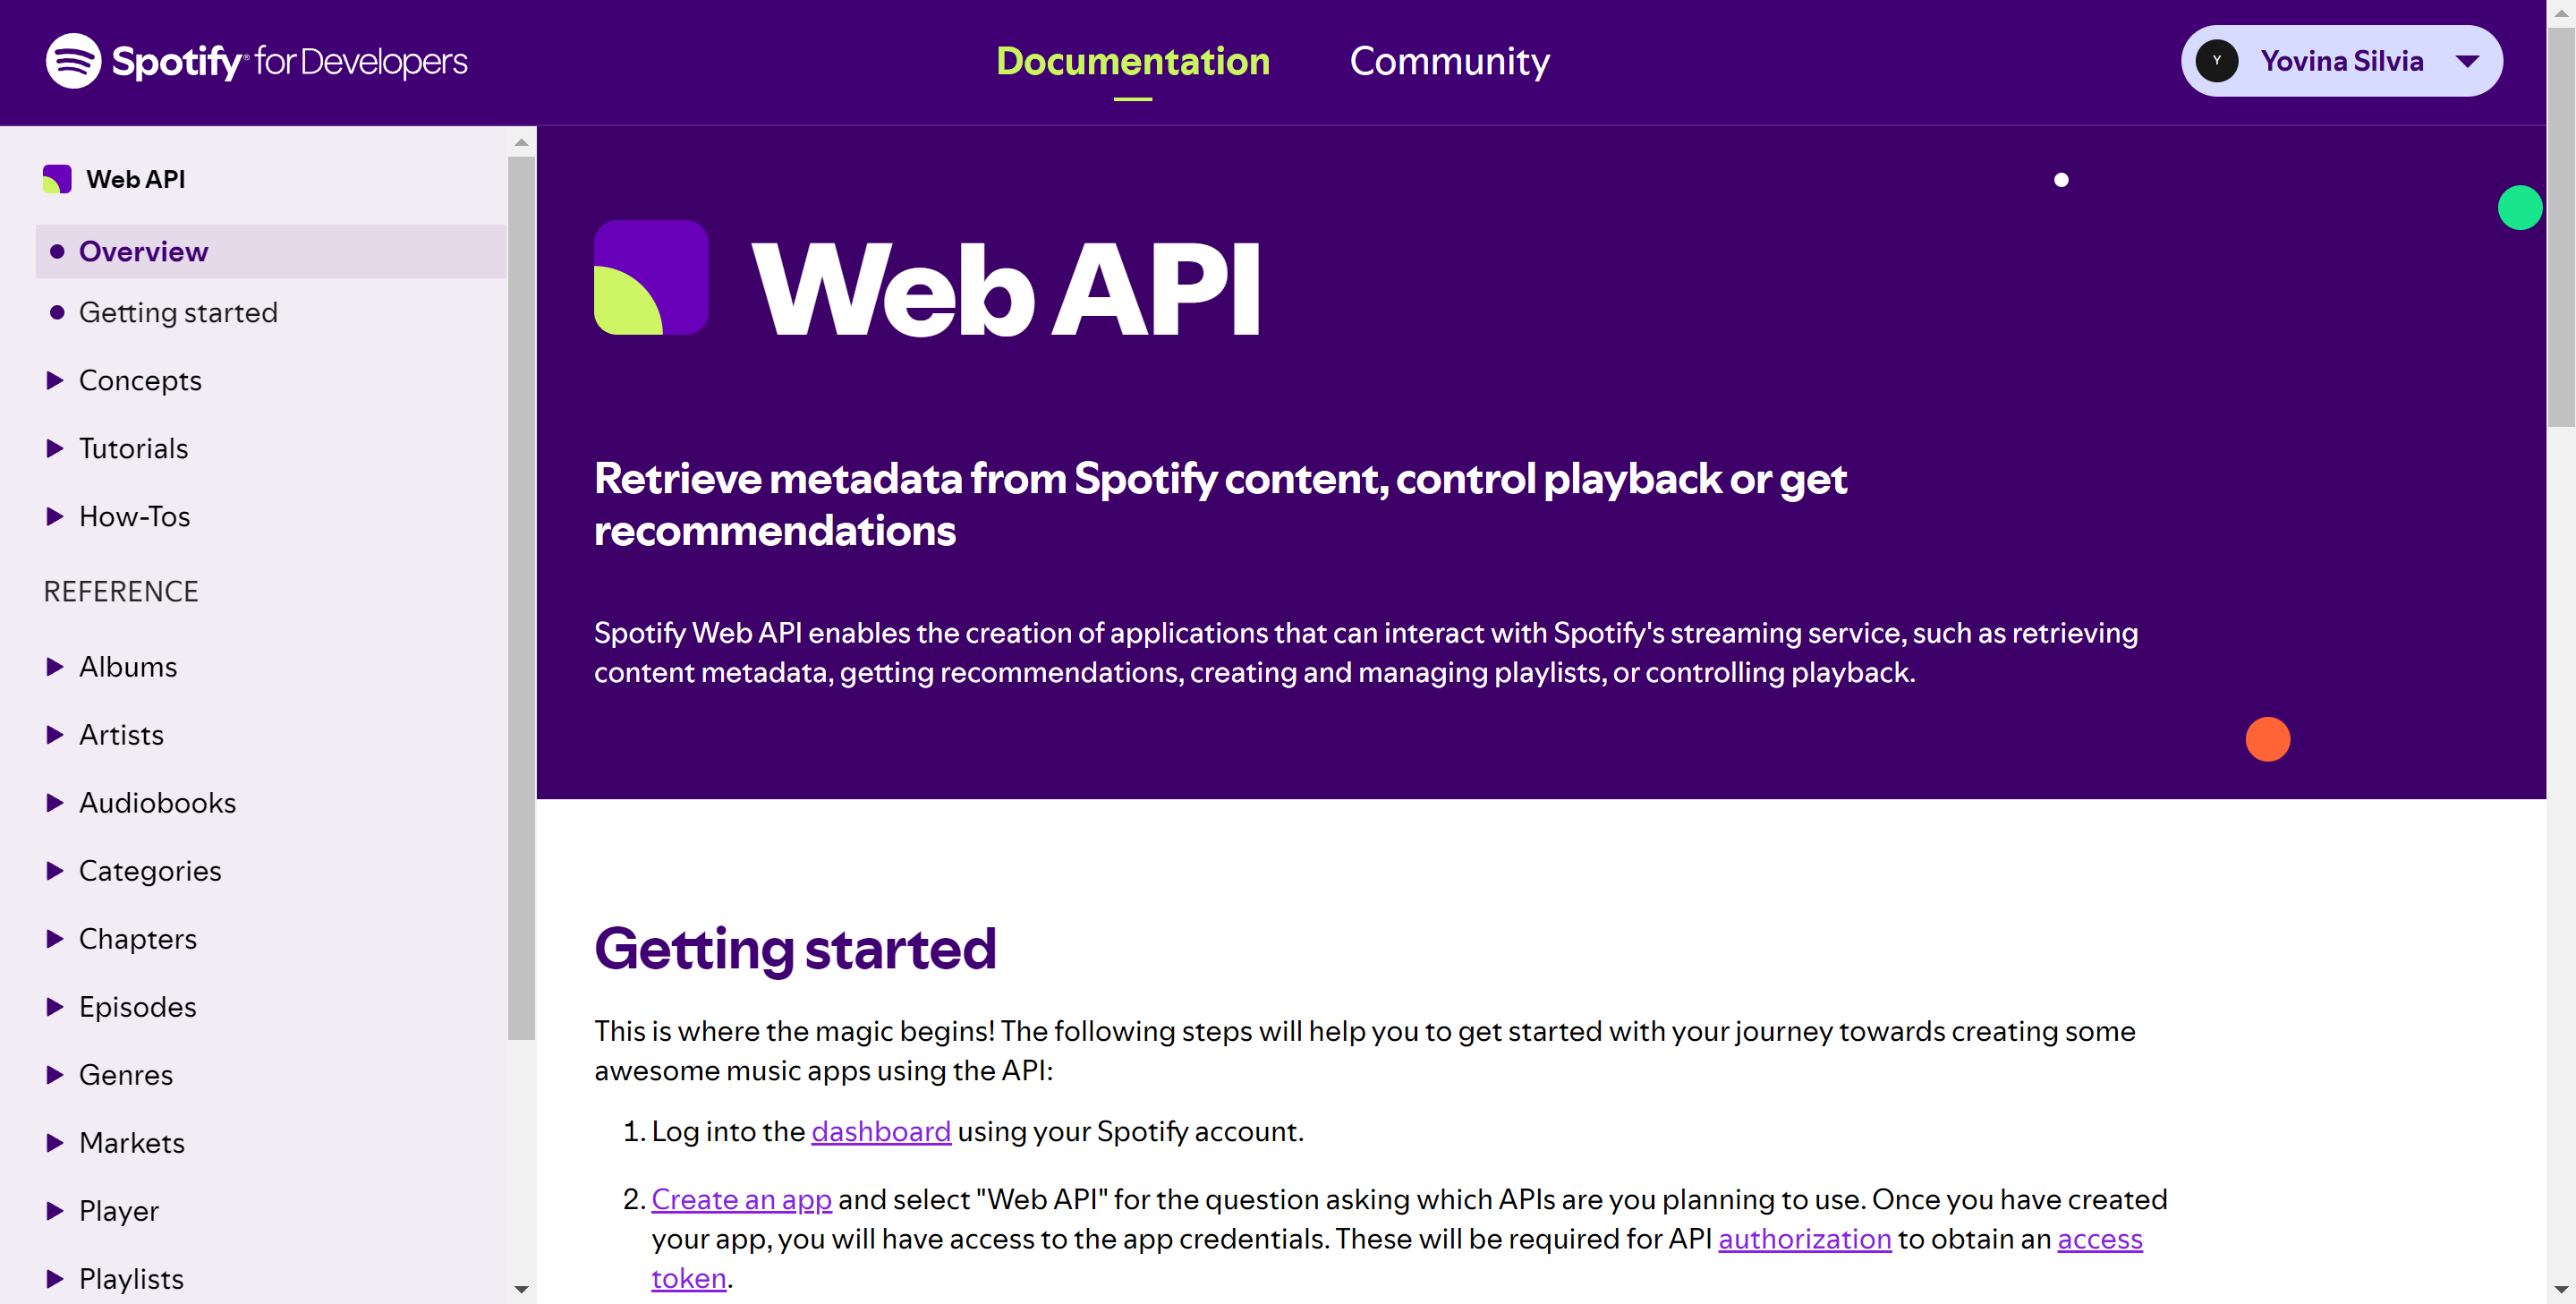 Spotify® for Developers
Documentation
Community
Y
Yovina Silvia
Web API
Overview
Getting started
Concepts
Tutorials
How-Tos
REFERENCE
Albums
Artists
Audiobooks
Categories
Chapters
Episodes
Genres
Markets
Player
Playlists
Web API
Retrieve metadata from Spotify content, control playback or get
recommendations
Spotify Web API enables the creation of applications that can interact with Spotify's streaming service, such as retrieving
content metadata, getting recommendations, creating and managing playlists, or controlling playback.
Getting started
This is where the magic begins! The following steps will help you to get started with your journey towards creating some
awesome music apps using the API:
1. Log into the dashboard using your Spotify account.
2. Create an app and select "Web API" for the question asking which APIs are you planning to use. Once you have created
your app, you will have access to the app credentials. These will be required for API authorization to obtain an access
token.